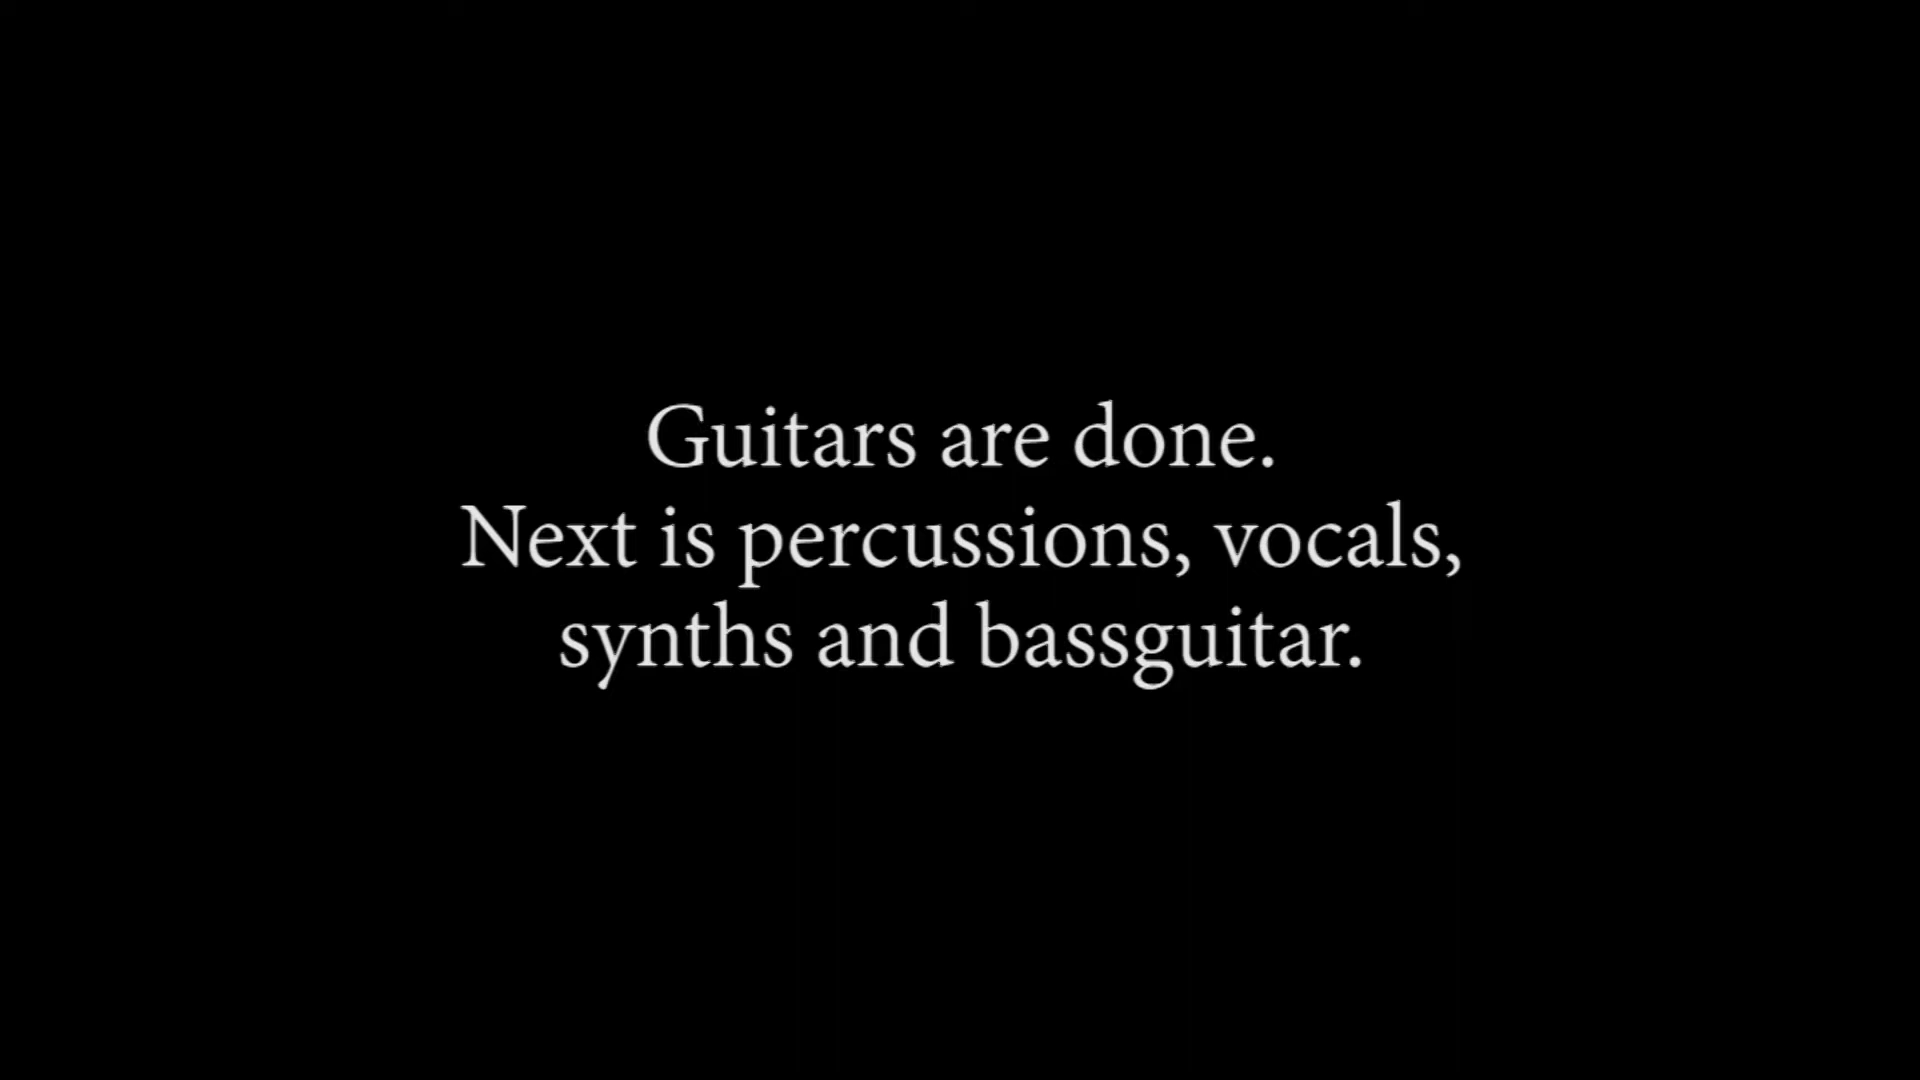 Guitars are done.
Next is percussions, vocals,
synths and bassguitar.